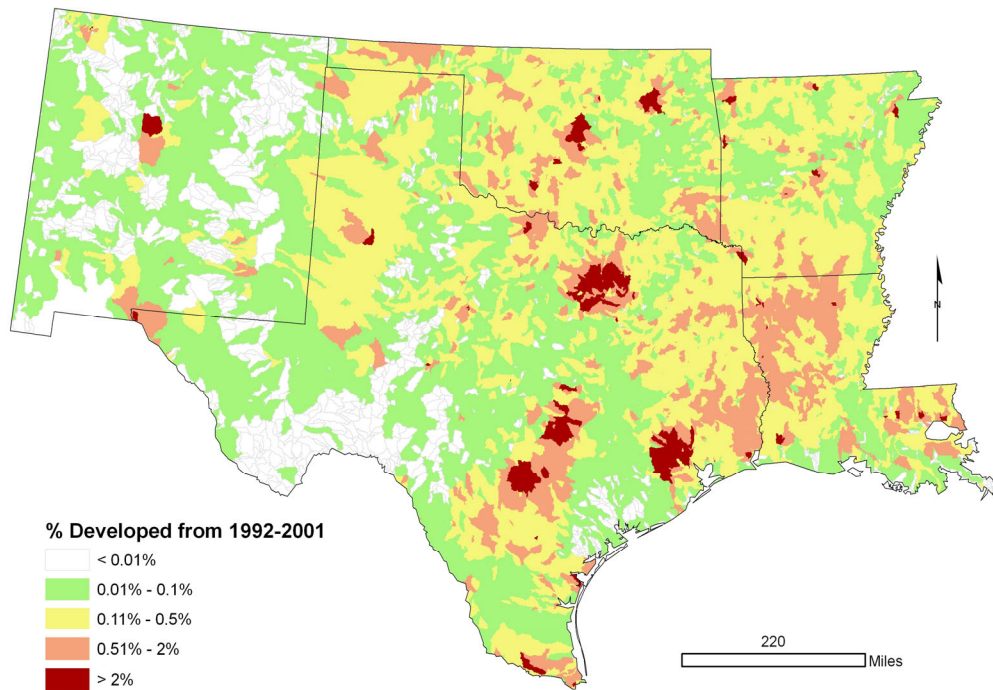 N
% Developed from 1992-2001
< 0.01%
0.01% - 0.1%
0.11% - 0.5%
0.51% - 2%
> 2%
220
Miles